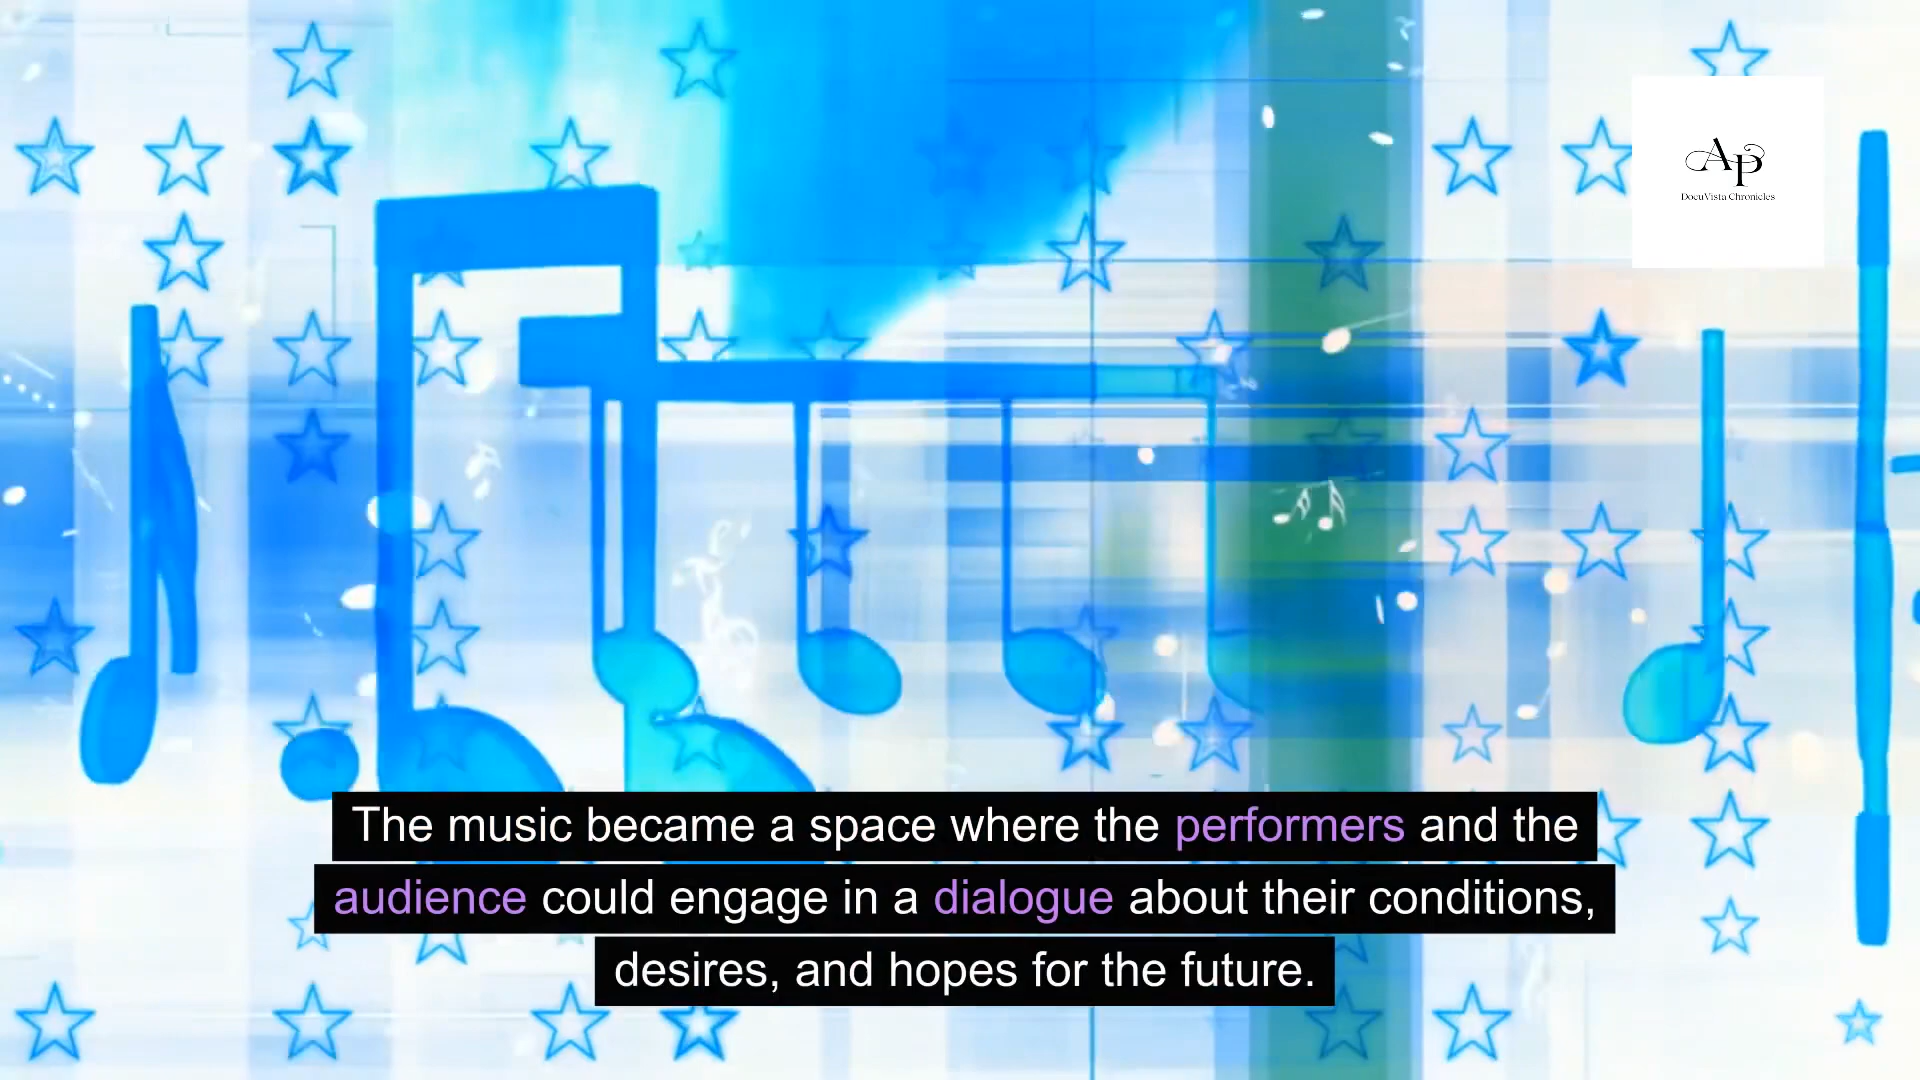 AP
DocuVista Chronicles
The music became a space where the performers and the
audience could engage in a dialogue about their conditions,
desires, and hopes for the future.